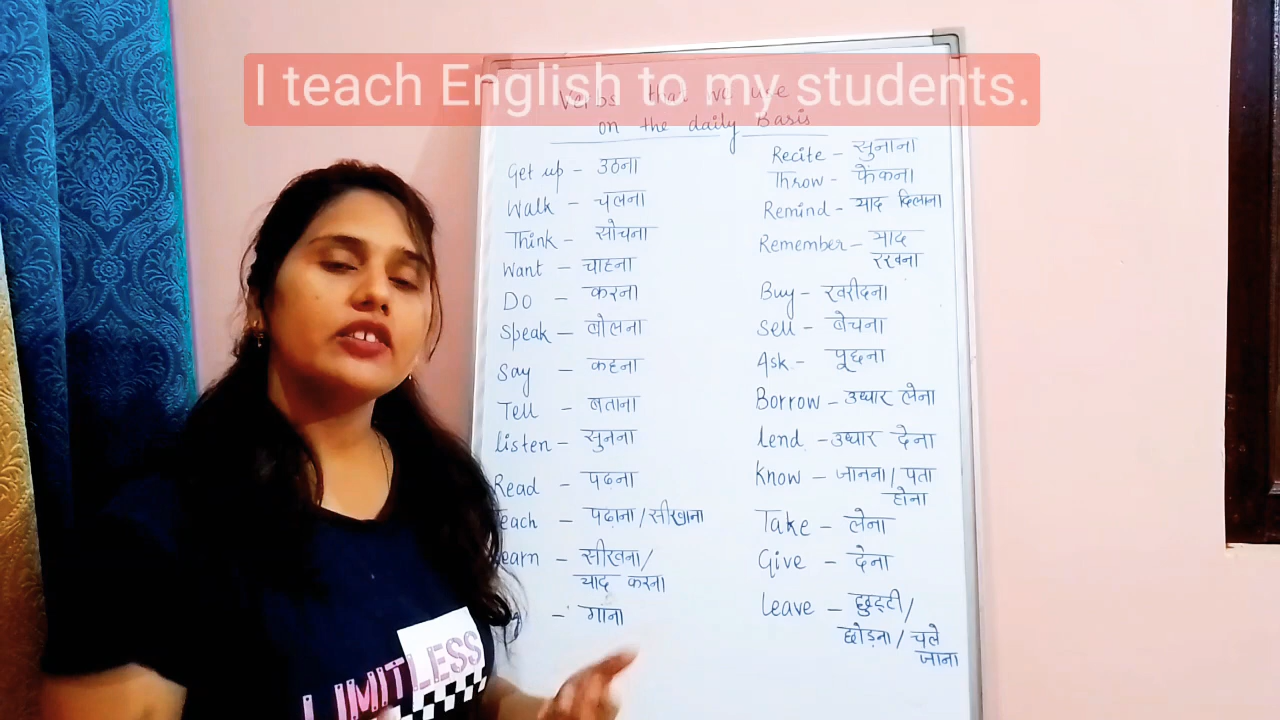 I teach English to my students.
Verbs that we use
on the daily Basis
Get up - उठना
Walk - चलना
Think - सोचना
Want - चाहना
Do - करना
Speak - बोलना
Say - कहना
Tell - बताना
Listen - सुनना
Read - पढना
each - पढ़ाना/सीखाना
earn - सीखना/
याद करना
- गाना
Recite - सुनाना
Throw - फेंकना
Remind - याद दिलाना
Remember - याद
रखना
Buy - खरीदना
Sell - बेचना
Ask - पूछना
Borrow - उधार लेना
Lend - उधार देना
Know - जानना/पता
होना
Take - लेना
Give - देना
Leave - छुट्टी/
छोड़ना/चले
जाना
LIMITLESS